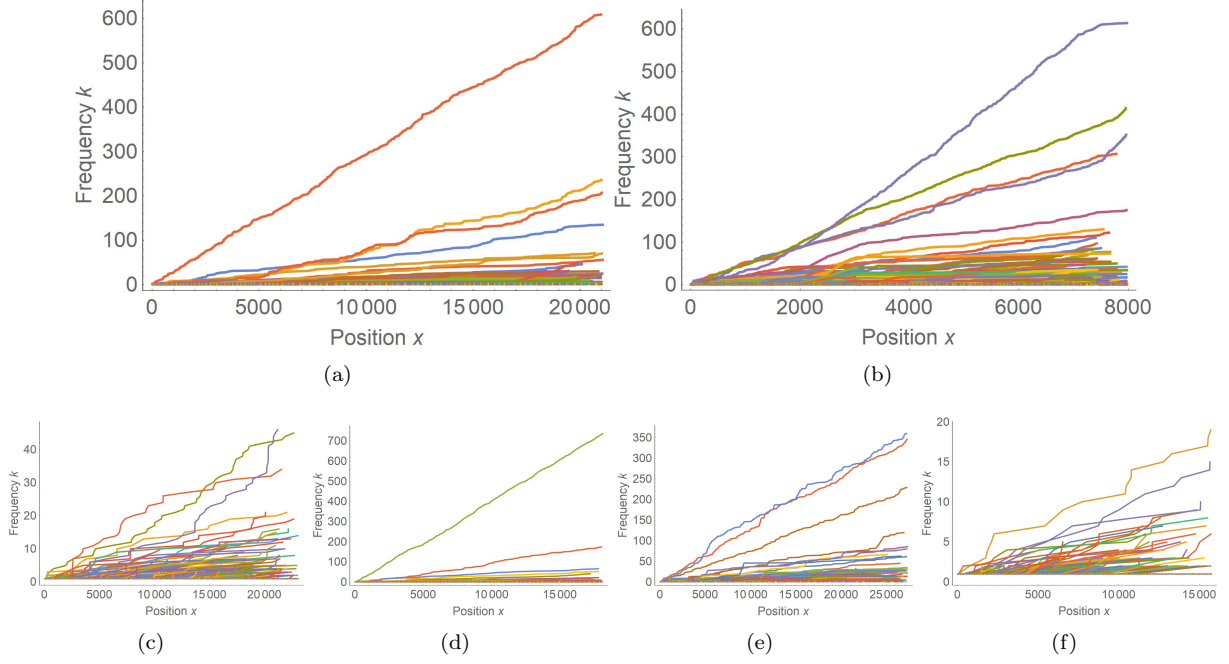 600
500
400
300
200
100
0
Frequency k
0 5000 10 000 15 000 20 000
Position x
(a)
600
500
400
300
200
100
0
Frequency k
0 2000 4000 6000 8000
Position x
(b)
40
30
20
10
0
Frequency k
0 5000 10 000 15 000 20 000
Position x
(c)
700
600
500
400
300
200
100
0
Frequency k
0 5000 10 000 15 000
Position x
(d)
350
300
250
200
150
100
50
0
Frequency k
0 5000 10 000 15 000 20 000 25 000
Position x
(e)
20
15
10
5
0
Frequency k
0 5000 10 000 15 000
Position x
(f)